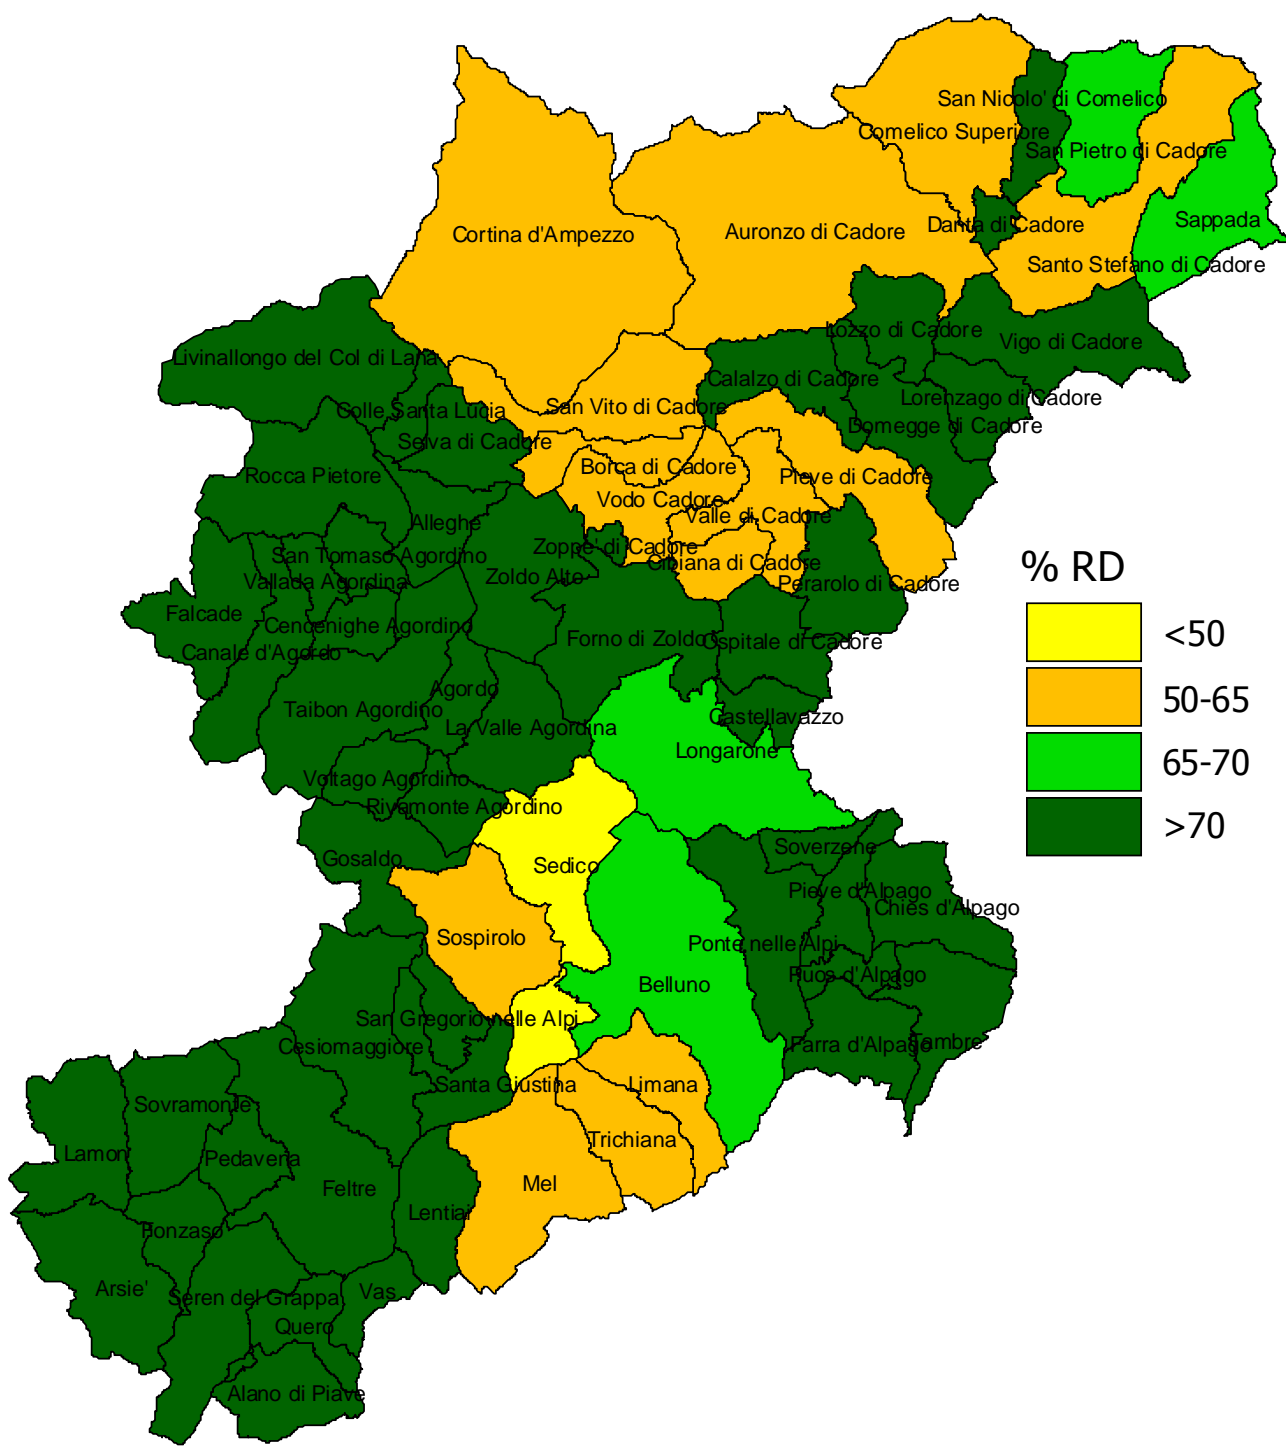 San Nicolo' di Comelico
Comelico Superiore
San Pietro di Cadore
Sappada
Danta di Cadore
Cortina d'Ampezzo
Auronzo di Cadore
Santo Stefano di Cadore
Lozzo di Cadore
Vigo di Cadore
Livinallongo del Col di Lana
Calalzo di Cadore
Lorenzago di Cadore
San Vito di Cadore
Colle Santa Lucia
Domegge di Cadore
Selva di Cadore
Borca di Cadore
Rocca Pietore
Pieve di Cadore
Vodo Cadore
Valle di Cadore
Alleghe
Zoppe' di Cadore
San Tomaso Agordino
Cibiana di Cadore
% RD
Zoldo Alto
Vallada Agordina
Perarolo di Cadore
Falcade
Cencenighe Agordino
<50
Forno di Zoldo
Ospitale di Cadore
Canale d'Agordo
Agordo
50-65
Taibon Agordino
Castellavazzo
La Valle Agordina
Longarone
65-70
Voltago Agordino
Rivamonte Agordino
>70
Soverzene
Gosaldo
Sedico
Pieve d'Alpago
Chies d'Alpago
Sospirolo
Ponte nelle Alpi
Puos d'Alpago
Belluno
San Gregorio nelle Alpi
Cesiomaggiore
Farra d'Alpago
Tambre
Santa Giustina
Limana
Sovramonte
Trichiana
Lamon
Pedavena
Feltre
Mel
Lentiai
Fonzaso
Arsie'
Vas
Seren del Grappa
Quero
Alano di Piave